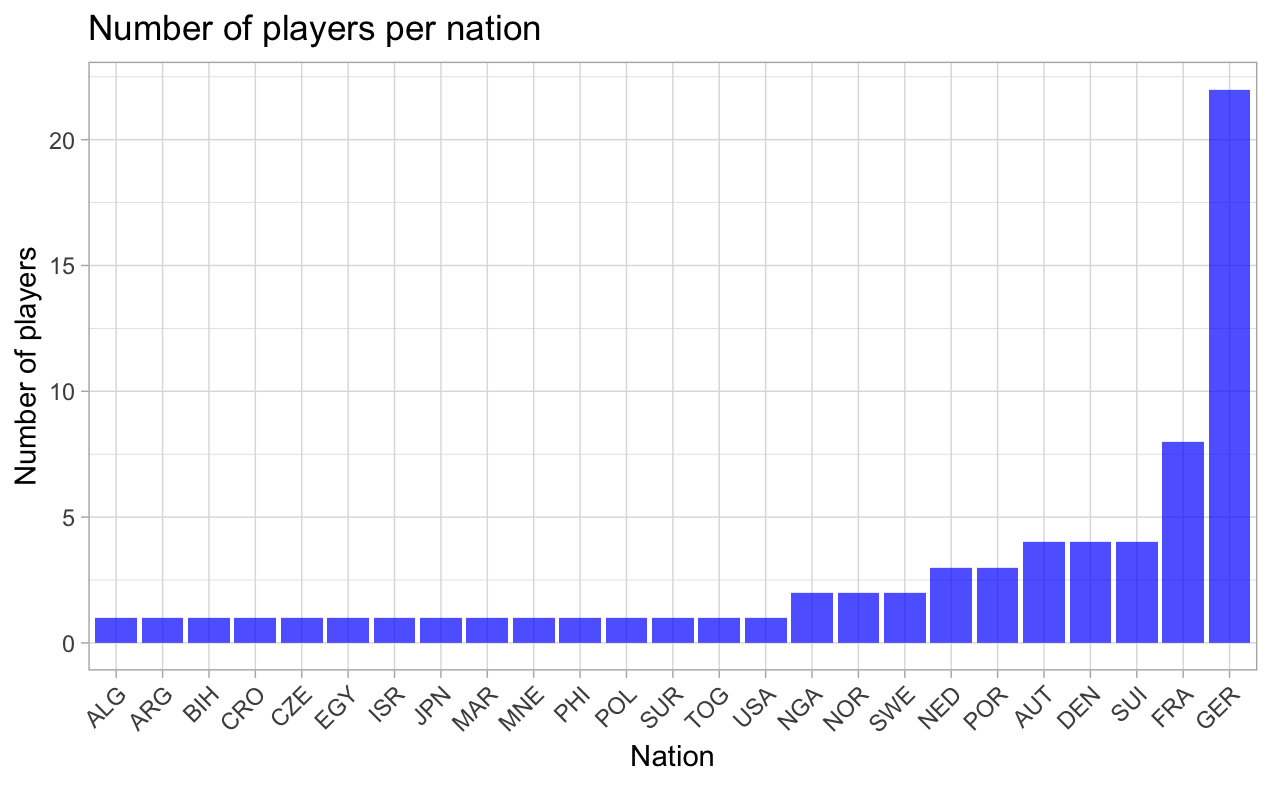 Number of players per nation
Number of players
20
15
10
5
0
ALG ARG BIH CRO CZE EGY ISR JPN MAR MNE PHI POL SUR TOG USA NGA NOR SWE NED POR AUT DEN SUI FRA GER
Nation